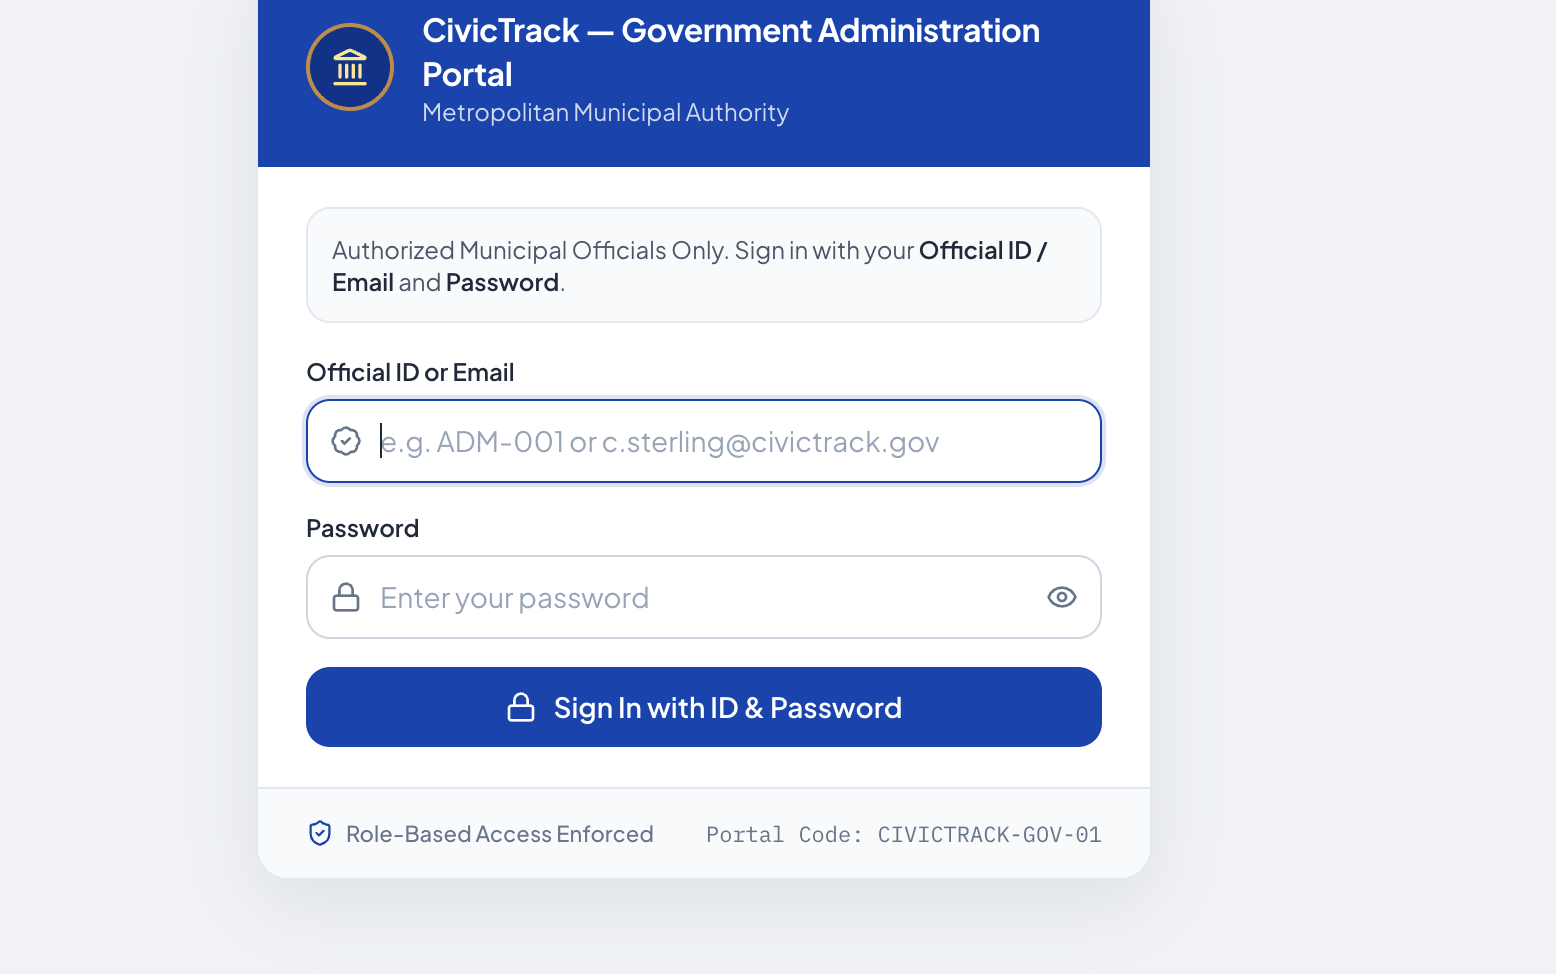 CivicTrack — Government Administration
Portal
Metropolitan Municipal Authority
Authorized Municipal Officials Only. Sign in with your Official ID /
Email and Password.
Official ID or Email
e.g. ADM-001 or c.sterling@civictrack.gov
Password
Enter your password
Sign In with ID & Password
Role-Based Access Enforced
Portal Code: CIVICTRACK-GOV-01